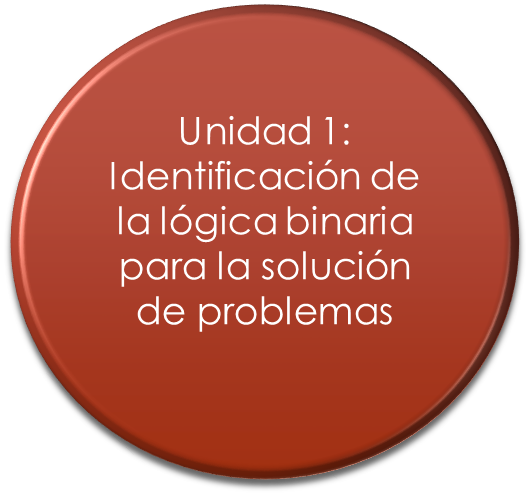 Unidad 1:
Identificación de
la lógica binaria
para la solución
de problemas